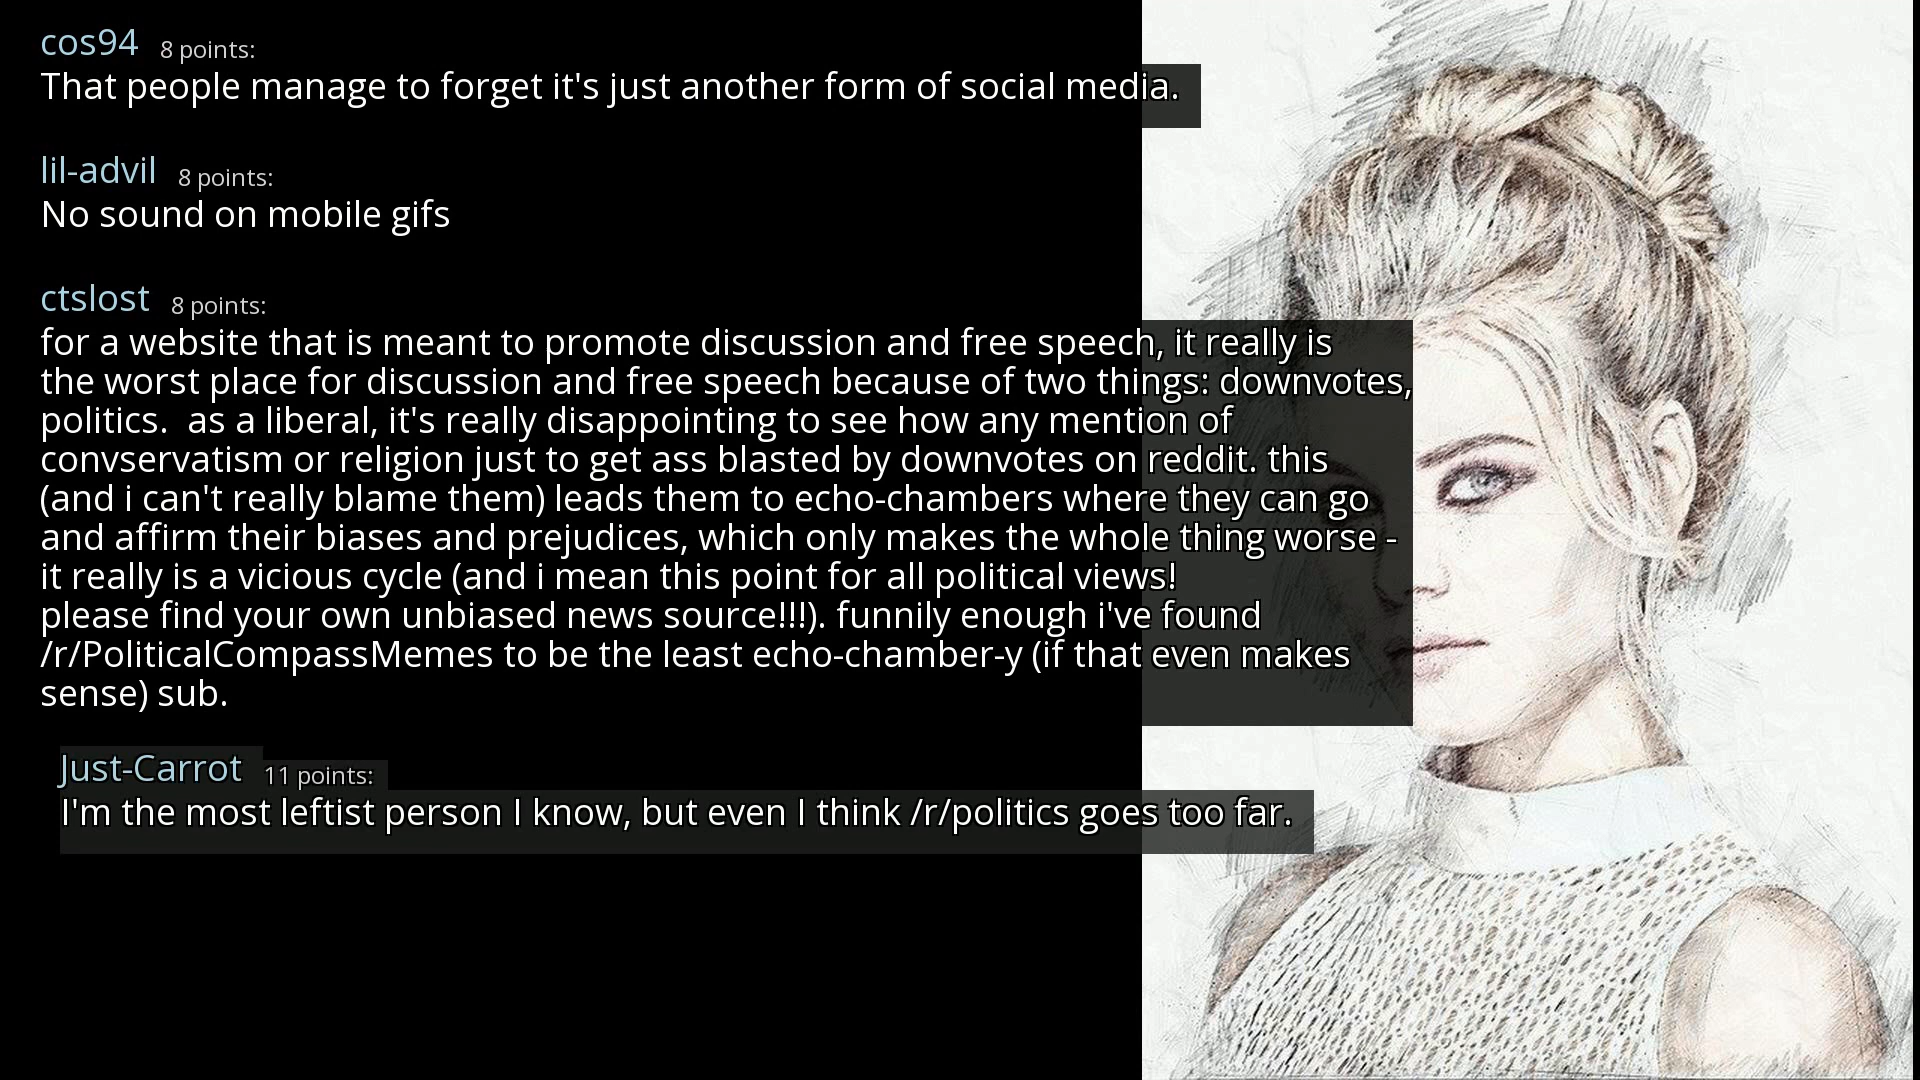 cos94 8 points:
That people manage to forget it's just another form of social media.
lil-advil 8 points:
No sound on mobile gifs
ctslost 8 points:
for a website that is meant to promote discussion and free speech, it really is
the worst place for discussion and free speech because of two things: downvotes,
politics.  as a liberal, it's really disappointing to see how any mention of
convservatism or religion just to get ass blasted by downvotes on reddit. this
(and i can't really blame them) leads them to echo-chambers where they can go
and affirm their biases and prejudices, which only makes the whole thing worse -
it really is a vicious cycle (and i mean this point for all political views!
please find your own unbiased news source!!!). funnily enough i've found
/r/PoliticalCompassMemes to be the least echo-chamber-y (if that even makes
sense) sub.
Just-Carrot 11 points:
I'm the most leftist person I know, but even I think /r/politics goes too far.